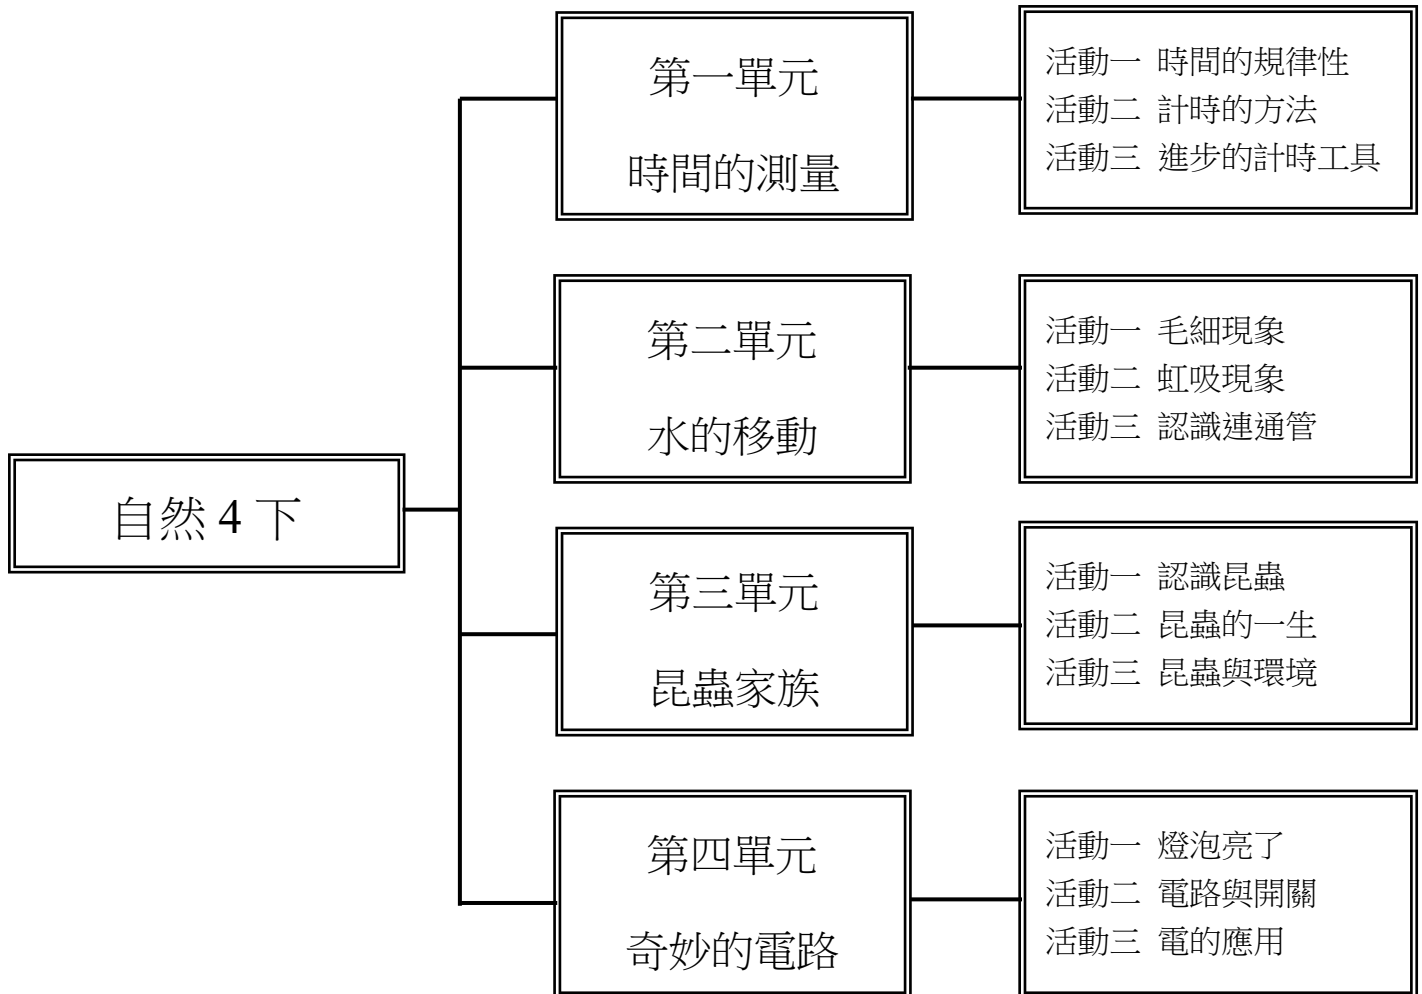 自然 4 下
第一單元
時間的測量
活動一 時間的規律性
活動二 計時的方法
活動三 進步的計時工具
第二單元
水的移動
活動一 毛細現象
活動二 虹吸現象
活動三 認識連通管
第三單元
昆蟲家族
活動一 認識昆蟲
活動二 昆蟲的一生
活動三 昆蟲與環境
第四單元
奇妙的電路
活動一 燈泡亮了
活動二 電路與開關
活動三 電的應用